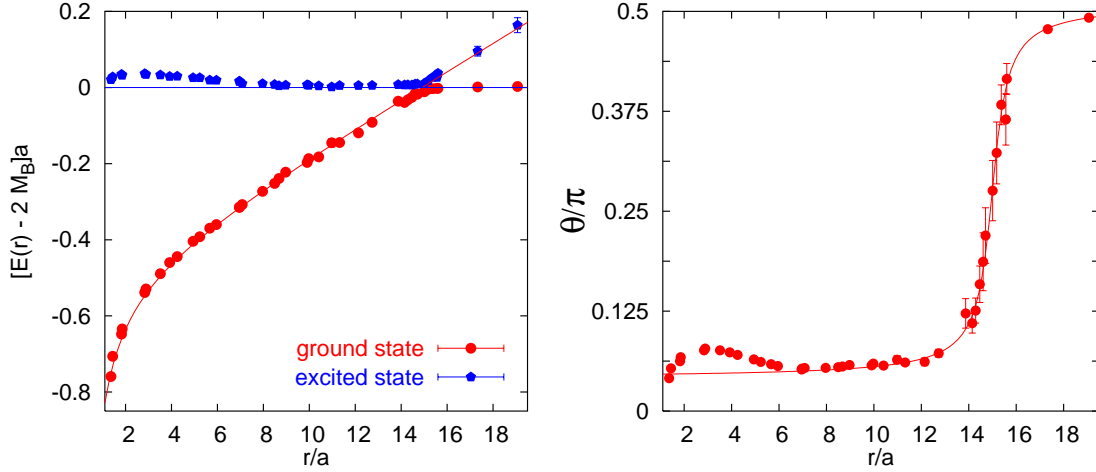 [E(r) - 2 M_B]a
0.2
0
-0.2
-0.4
-0.6
-0.8
2 4 6 8 10 12 14 16 18
r/a
ground state
excited state
θ/π
0.5
0.375
0.25
0.125
0
2 4 6 8 10 12 14 16 18
r/a